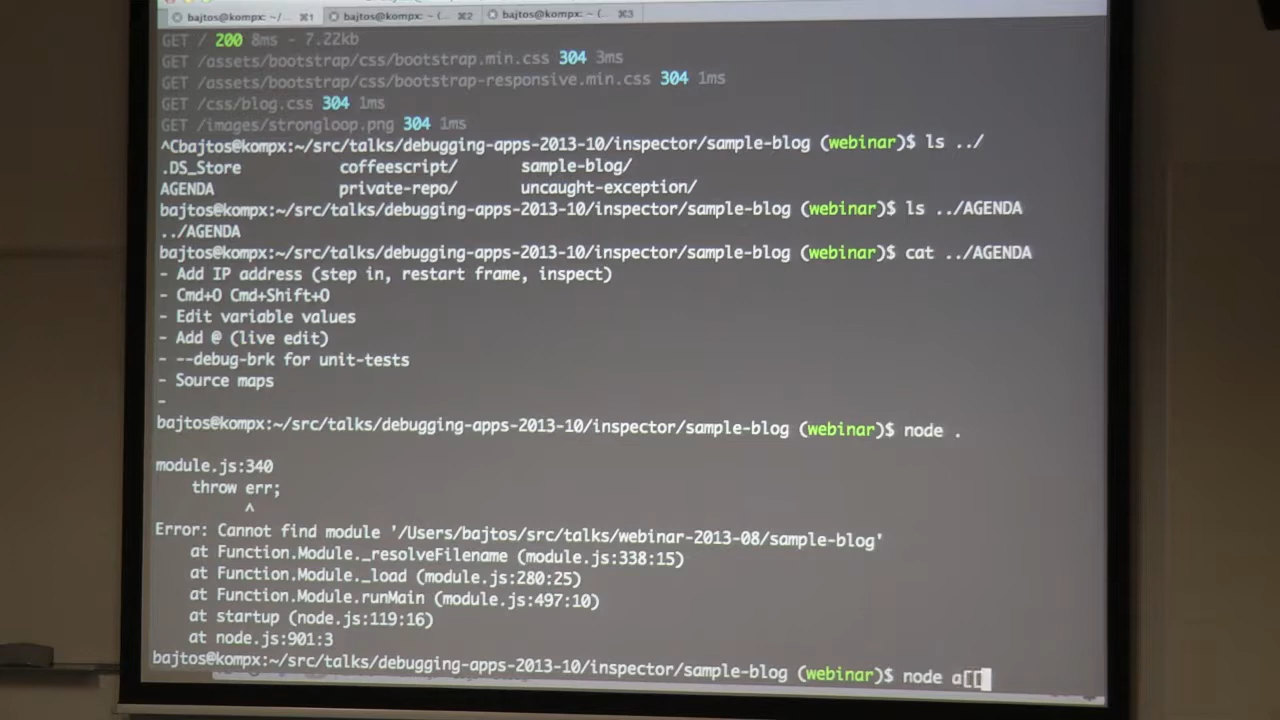 bajtos@kompx: ~/... ⌘1 bajtos@kompx: ~ (... ⌘2 bajtos@kompx: ~ (... ⌘3
GET / 200 8ms - 7.22kb
GET /assets/bootstrap/css/bootstrap.min.css 304 3ms
GET /assets/bootstrap/css/bootstrap-responsive.min.css 304 1ms
GET /css/blog.css 304 1ms
GET /images/strongloop.png 304 1ms
^Cbajtos@kompx:~/src/talks/debugging-apps-2013-10/inspector/sample-blog (webinar)$ ls ../
.DS_Store coffeescript/ sample-blog/
AGENDA private-repo/ uncaught-exception/
bajtos@kompx:~/src/talks/debugging-apps-2013-10/inspector/sample-blog (webinar)$ ls ../AGENDA
../AGENDA
bajtos@kompx:~/src/talks/debugging-apps-2013-10/inspector/sample-blog (webinar)$ cat ../AGENDA
- Add IP address (step in, restart frame, inspect)
- Cmd+O Cmd+Shift+O
- Edit variable values
- Add @ (live edit)
- --debug-brk for unit-tests
- Source maps
-
bajtos@kompx:~/src/talks/debugging-apps-2013-10/inspector/sample-blog (webinar)$ node .
module.js:340
throw err;
^
Error: Cannot find module '/Users/bajtos/src/talks/webinar-2013-08/sample-blog'
at Function.Module._resolveFilename (module.js:338:15)
at Function.Module._load (module.js:280:25)
at Function.Module.runMain (module.js:497:10)
at startup (node.js:119:16)
at node.js:901:3
bajtos@kompx:~/src/talks/debugging-apps-2013-10/inspector/sample-blog (webinar)$ node a[[